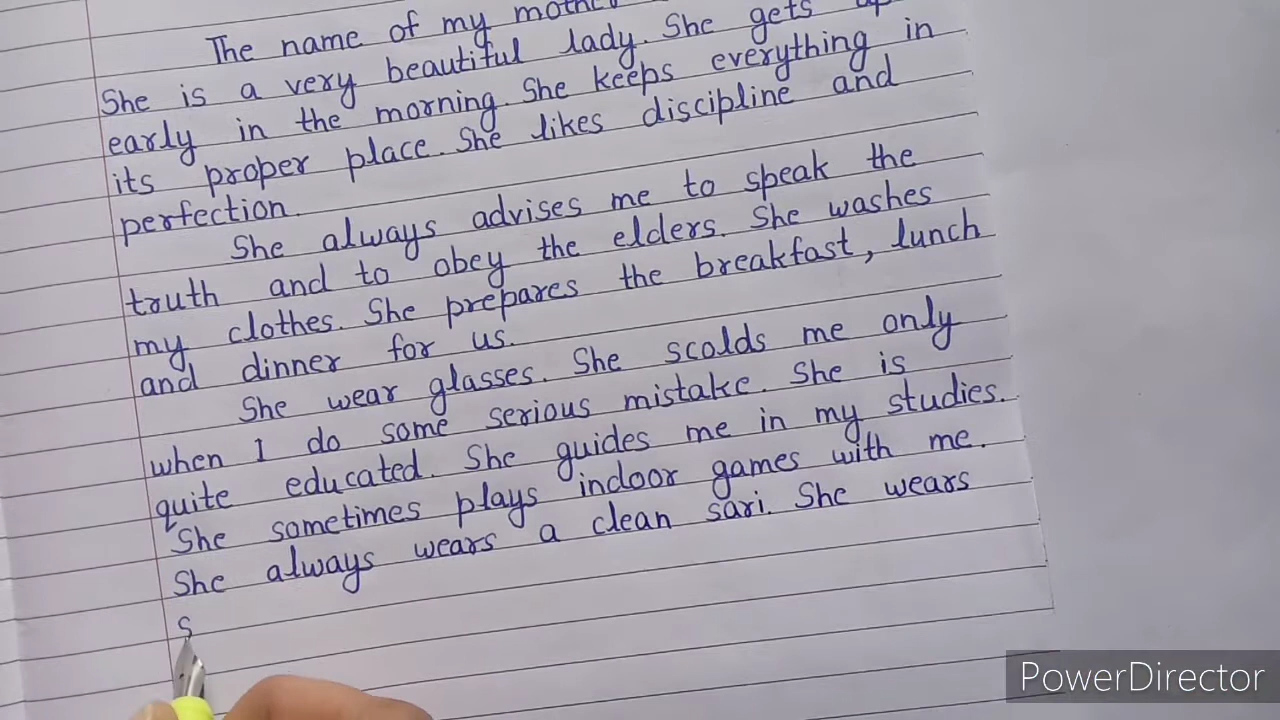 The name of my
She is a very beautiful lady. She gets up
early in the morning. She keeps everything in
its proper place. She likes discipline and
perfection.
She always advises me to speak the
truth and to obey the elders. She washes
my clothes. She prepares the breakfast, lunch
and dinner for us.
She wear glasses. She scolds me only
when I do some serious mistake. She is
quite educated. She guides me in my studies.
She sometimes plays indoor games with me.
She always wears a clean sari. She wears
S
PowerDirector